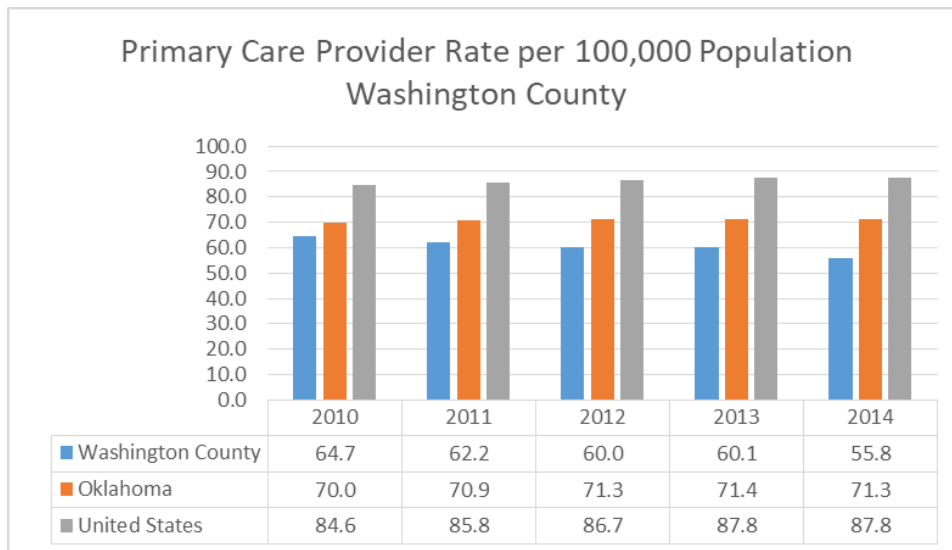 Primary Care Provider Rate per 100,000 Population
Washington County
100.0
90.0
80.0
70.0
60.0
50.0
40.0
30.0
20.0
10.0
0.0
2010 2011 2012 2013 2014
Washington County 64.7 62.2 60.0 60.1 55.8
Oklahoma 70.0 70.9 71.3 71.4 71.3
United States 84.6 85.8 86.7 87.8 87.8